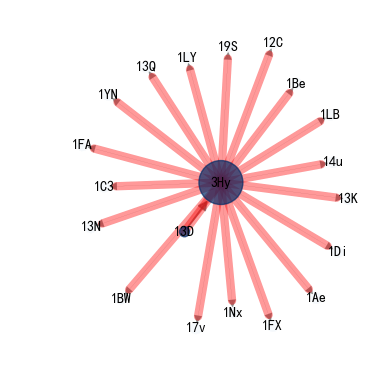 12C
19S
1LY
13Q
1Be
1YN
1LB
1FA
14u
3Hy
1C3
13K
13N
13D
1Di
1BW
1Ae
1Nx
1FX
17v